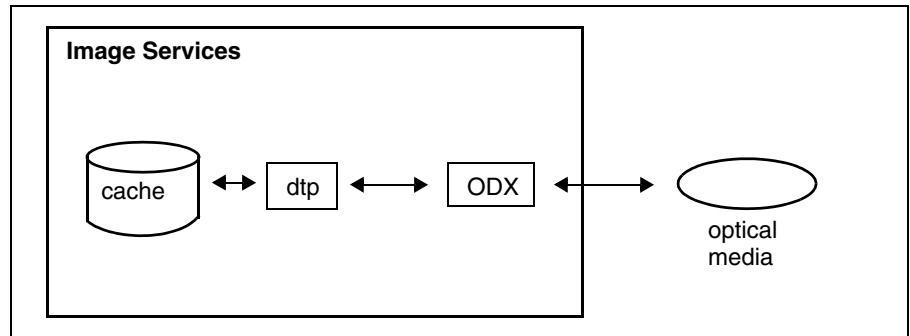 Image Services
cache
dtp
ODX
optical
media